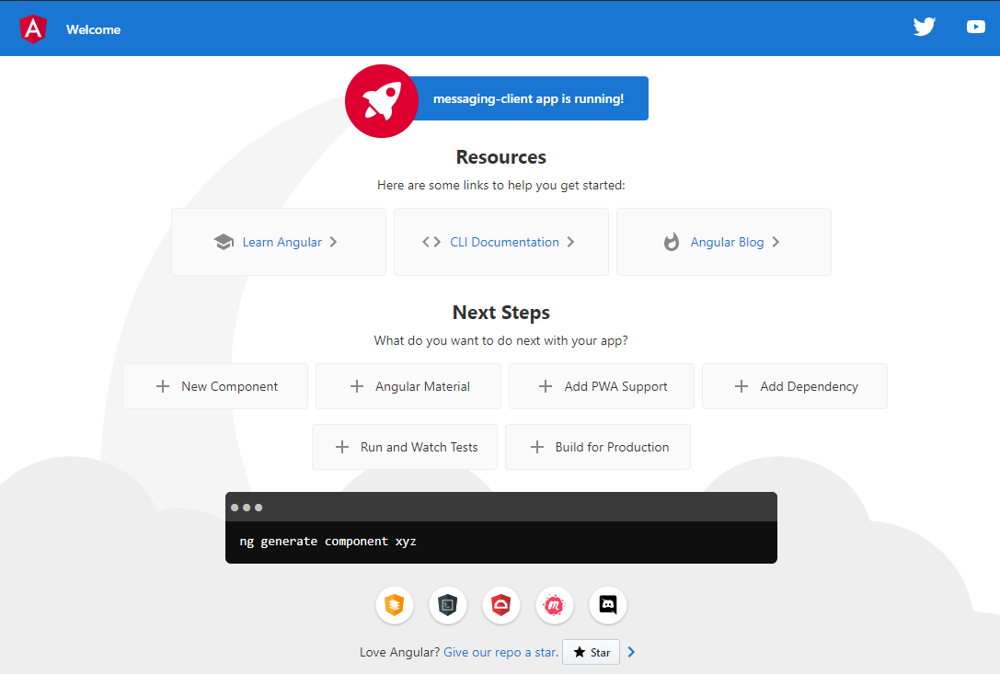 Welcome
messaging-client app is running!
Resources
Here are some links to help you get started:
Learn Angular
CLI Documentation
Angular Blog
Next Steps
What do you want to do next with your app?
New Component
Angular Material
Add PWA Support
Add Dependency
Run and Watch Tests
Build for Production
ng generate component xyz
Love Angular? Give our repo a star. Star